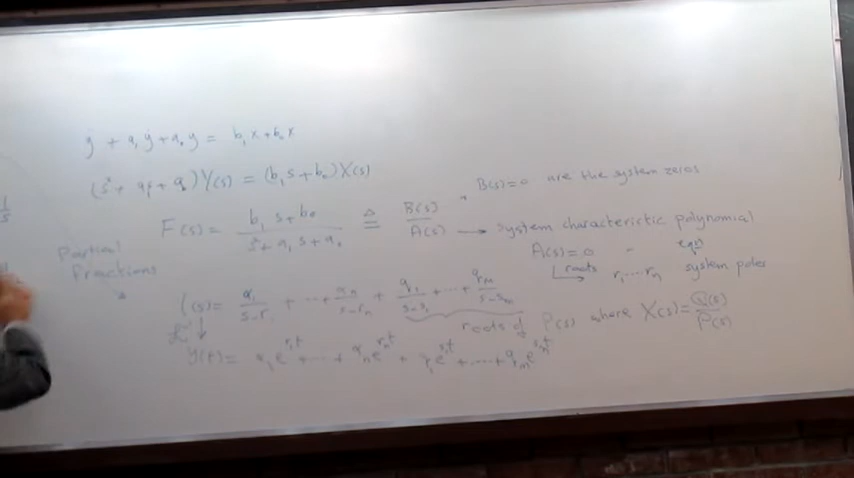 ÿ + a₁ẏ + a₀y = b₁ẋ + b₀x
(s² + a₁s + a₀)Y(s) = (b₁s + b₀)X(s)
B(s)=0 are the system zeros
F(s) = b₁s + b₀ / s² + a₁s + a₀ ≜ B(s) / A(s) → system characterictic polynomial
A(s)=0 - eqn
roots → r₁,...,rₙ system poles
1/s
Partial
Fractions
Y(s) = α₁/(s-r₁) + ... + αₙ/(s-rₙ) + q₁/(s-s₁) + ... + qₘ/(s-sₘ)
roots of P(s) where X(s) = Q(s)/P(s)
y(t) = α₁e^{r₁t} + ... + αₙe^{rₙt} + q₁e^{s₁t} + ... + qₘe^{sₘt}